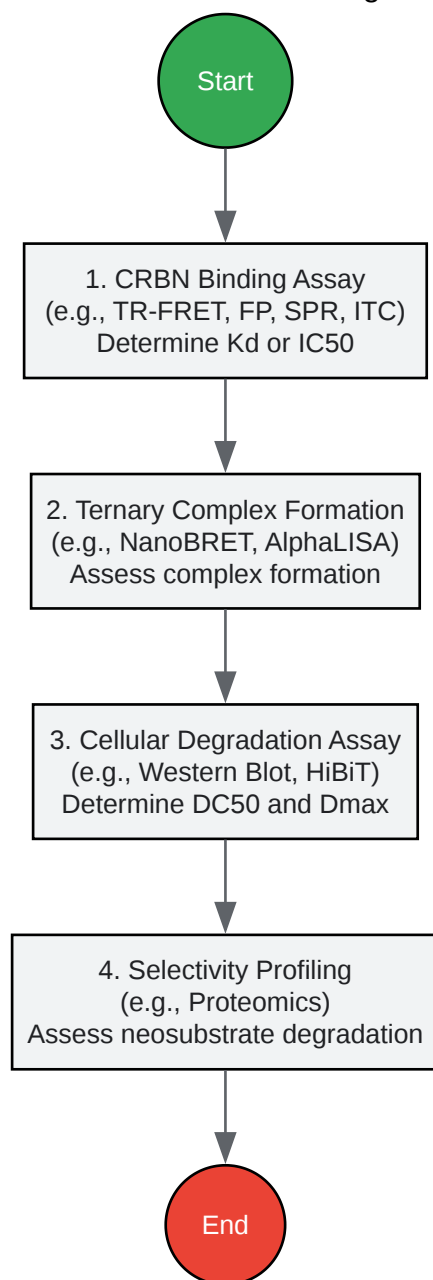 Start
1. CRBN Binding Assay
(e.g., TR-FRET, FP, SPR, ITC)
Determine Kd or IC50
2. Ternary Complex Formation
(e.g., NanoBRET, AlphaLISA)
Assess complex formation
3. Cellular Degradation Assay
(e.g., Western Blot, HiBiT)
Determine DC50 and Dmax
4. Selectivity Profiling
(e.g., Proteomics)
Assess neosubstrate degradation
End